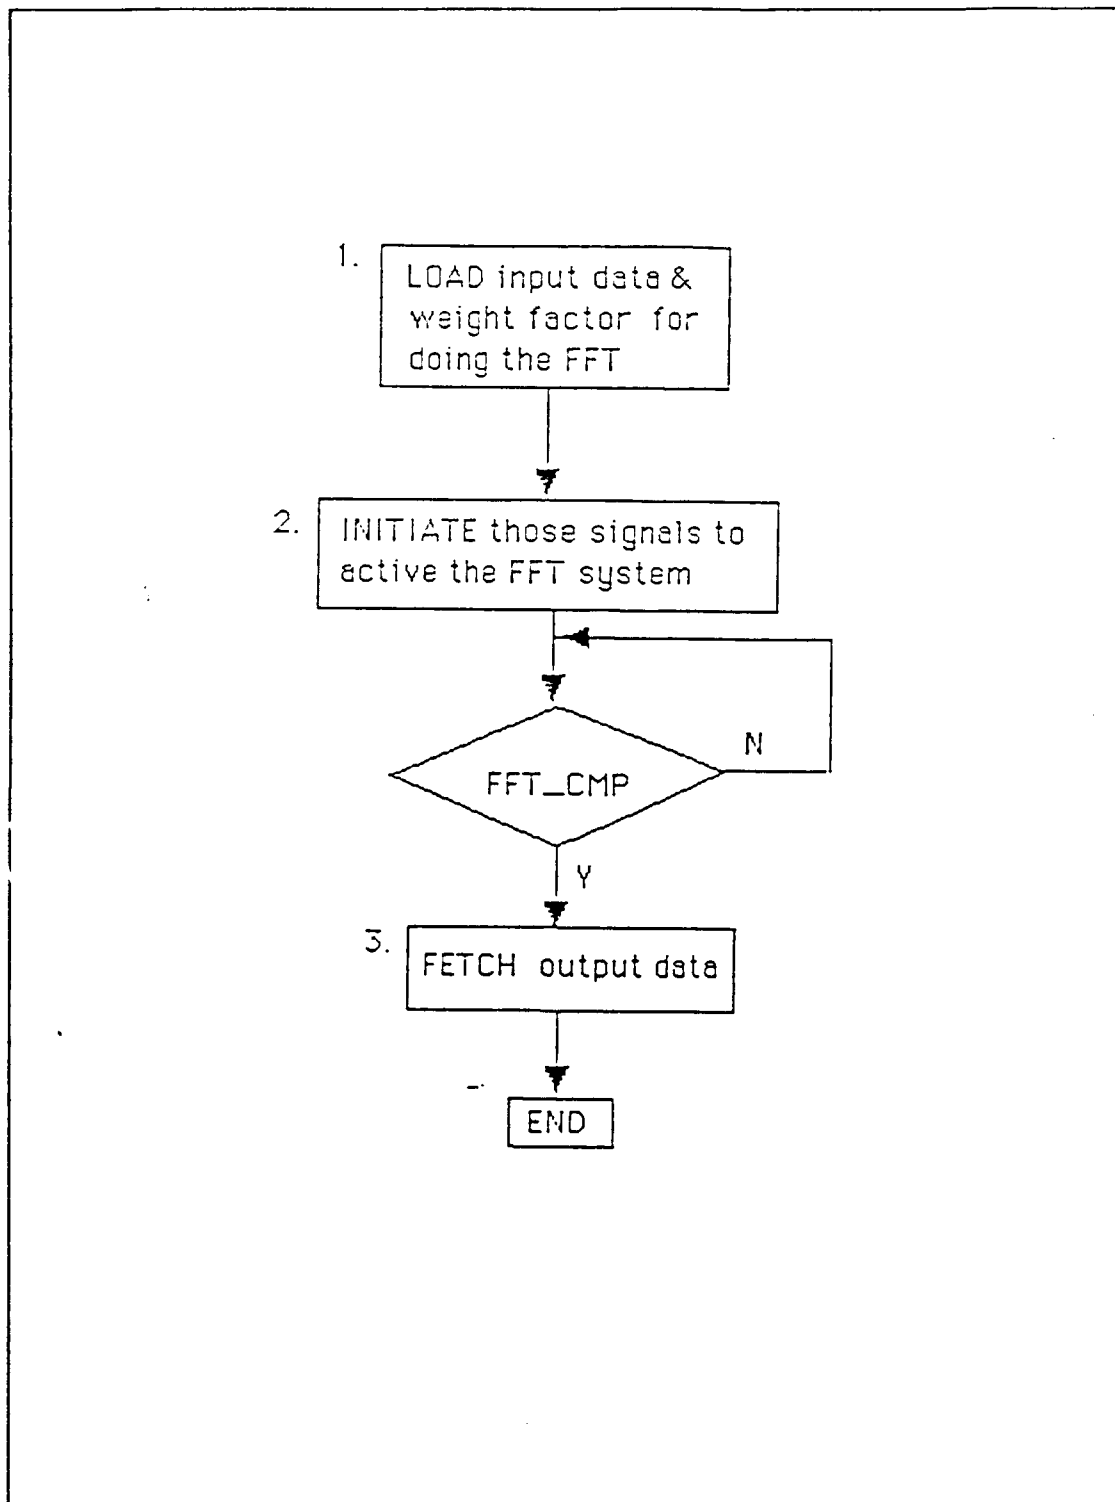 1.
LOAD input data &
weight factor for
doing the FFT
2.
INITIATE those signals to
active the FFT system
N
FFT_CMP
Y
3.
FETCH output data
END